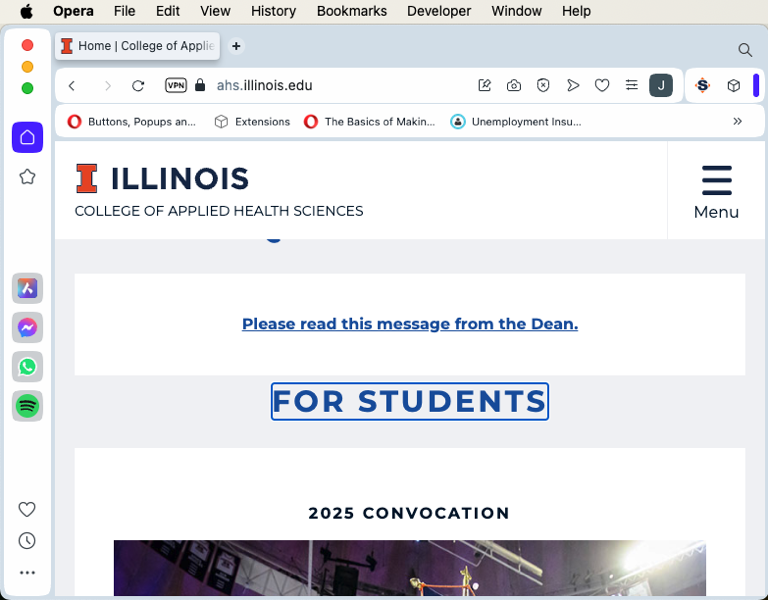 Opera File Edit View History Bookmarks Developer Window Help
Home | College of Applie
VPN ahs.illinois.edu J S
Buttons, Popups an... Extensions The Basics of Makin... Unemployment Insu...
I ILLINOIS
COLLEGE OF APPLIED HEALTH SCIENCES
Menu
Please read this message from the Dean.
FOR STUDENTS
2025 CONVOCATION